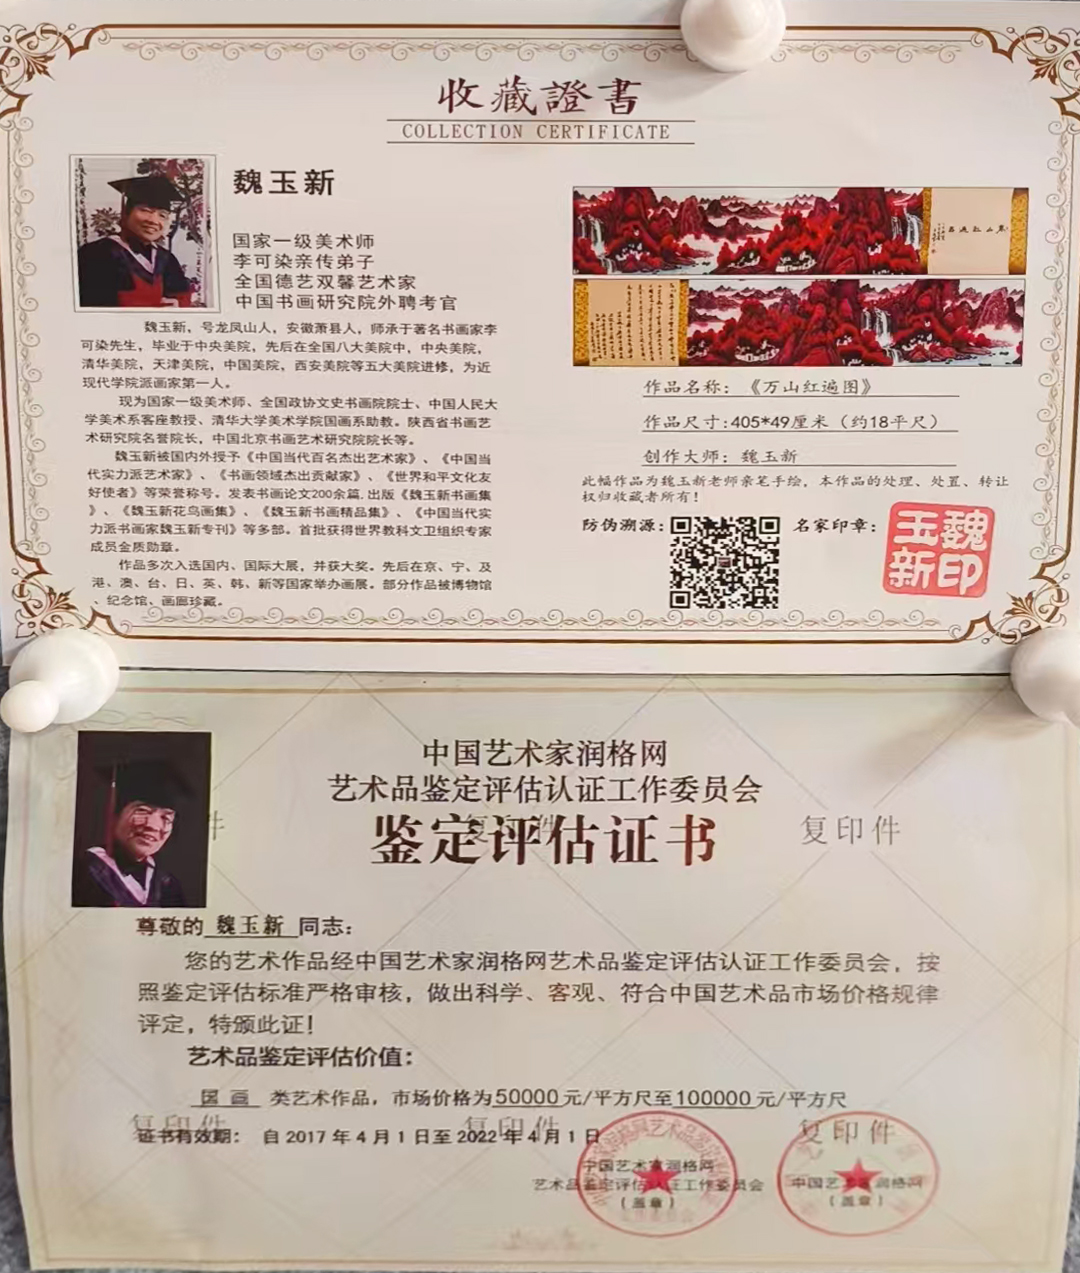 收藏證書
COLLECTION CERTIFICATE
魏玉新
国家一级美术师
李可染亲传弟子
全国德艺双馨艺术家
中国书画研究院外聘考官
魏玉新，号龙凤山人，安徽萧县人，师承于著名书画家李
可染先生，毕业于中央美院，先后在全国八大美院中，中央美院，
清华美院，天津美院，中国美院，西安美院等五大美院进修，为近
现代学院派画家第一人。
现为国家一级美术师、全国政协文史书画院院士、中国人民大
学美术系客座教授、清华大学美术学院国画系助教。陕西省书画艺
术研究院名誉院长，中国北京书画艺术研究院院长等。
魏玉新被国内外授予《中国当代百名杰出艺术家》、《中国当
代实力派艺术家》、《书画领域杰出贡献家》、《世界和平文化友
好使者》等荣誉称号。发表书画论文200余篇,出版《魏玉新书画集
》、《魏玉新花鸟画集》、《魏玉新书画精品集》、《中国当代实
力派书画家魏玉新专刊》等多部。首批获得世界教科文卫组织专家
成员金质勋章。
作品多次入选国内、国际大展，并获大奖。先后在京、宁、及
港、澳、台、日、英、韩、新等国家举办画展。部分作品被博物馆
、纪念馆、画廊珍藏。
作品名称：《万山红遍图》
作品尺寸:405*49厘米（约18平尺）
创作大师：魏玉新
此幅作品为魏玉新老师亲笔手绘，本作品的处理、处置、转让
权归收藏者所有！
防伪溯源：
名家印章：
魏玉新印
中国艺术家润格网
艺术品鉴定评估认证工作委员会
鉴定评估证书
复印件
尊敬的 魏玉新 同志：
您的艺术作品经中国艺术家润格网艺术品鉴定评估认证工作委员会，按
照鉴定评估标准严格审核，做出科学、客观、符合中国艺术品市场价格规律
评定，特颁此证！
艺术品鉴定评估价值：
国画 类艺术作品，市场价格为50000元/平方尺至100000元/平方尺
复印件 复印件 复印件
证书有效期： 自2017年4月1日至2022年4月1日
中国艺术家润格网
艺术品鉴定评估认证工作委员会
（盖章）
中国艺术家润格网
（盖章）